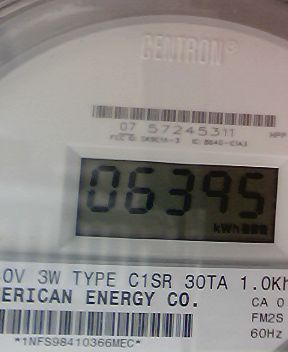 CENTRON®
07 57245311
06395
kWh
0V 3W TYPE C1SR 30TA 1.0Kh
ERICAN ENERGY CO.
CA 0
FM2S
60Hz
*1NFS98410366MEC*